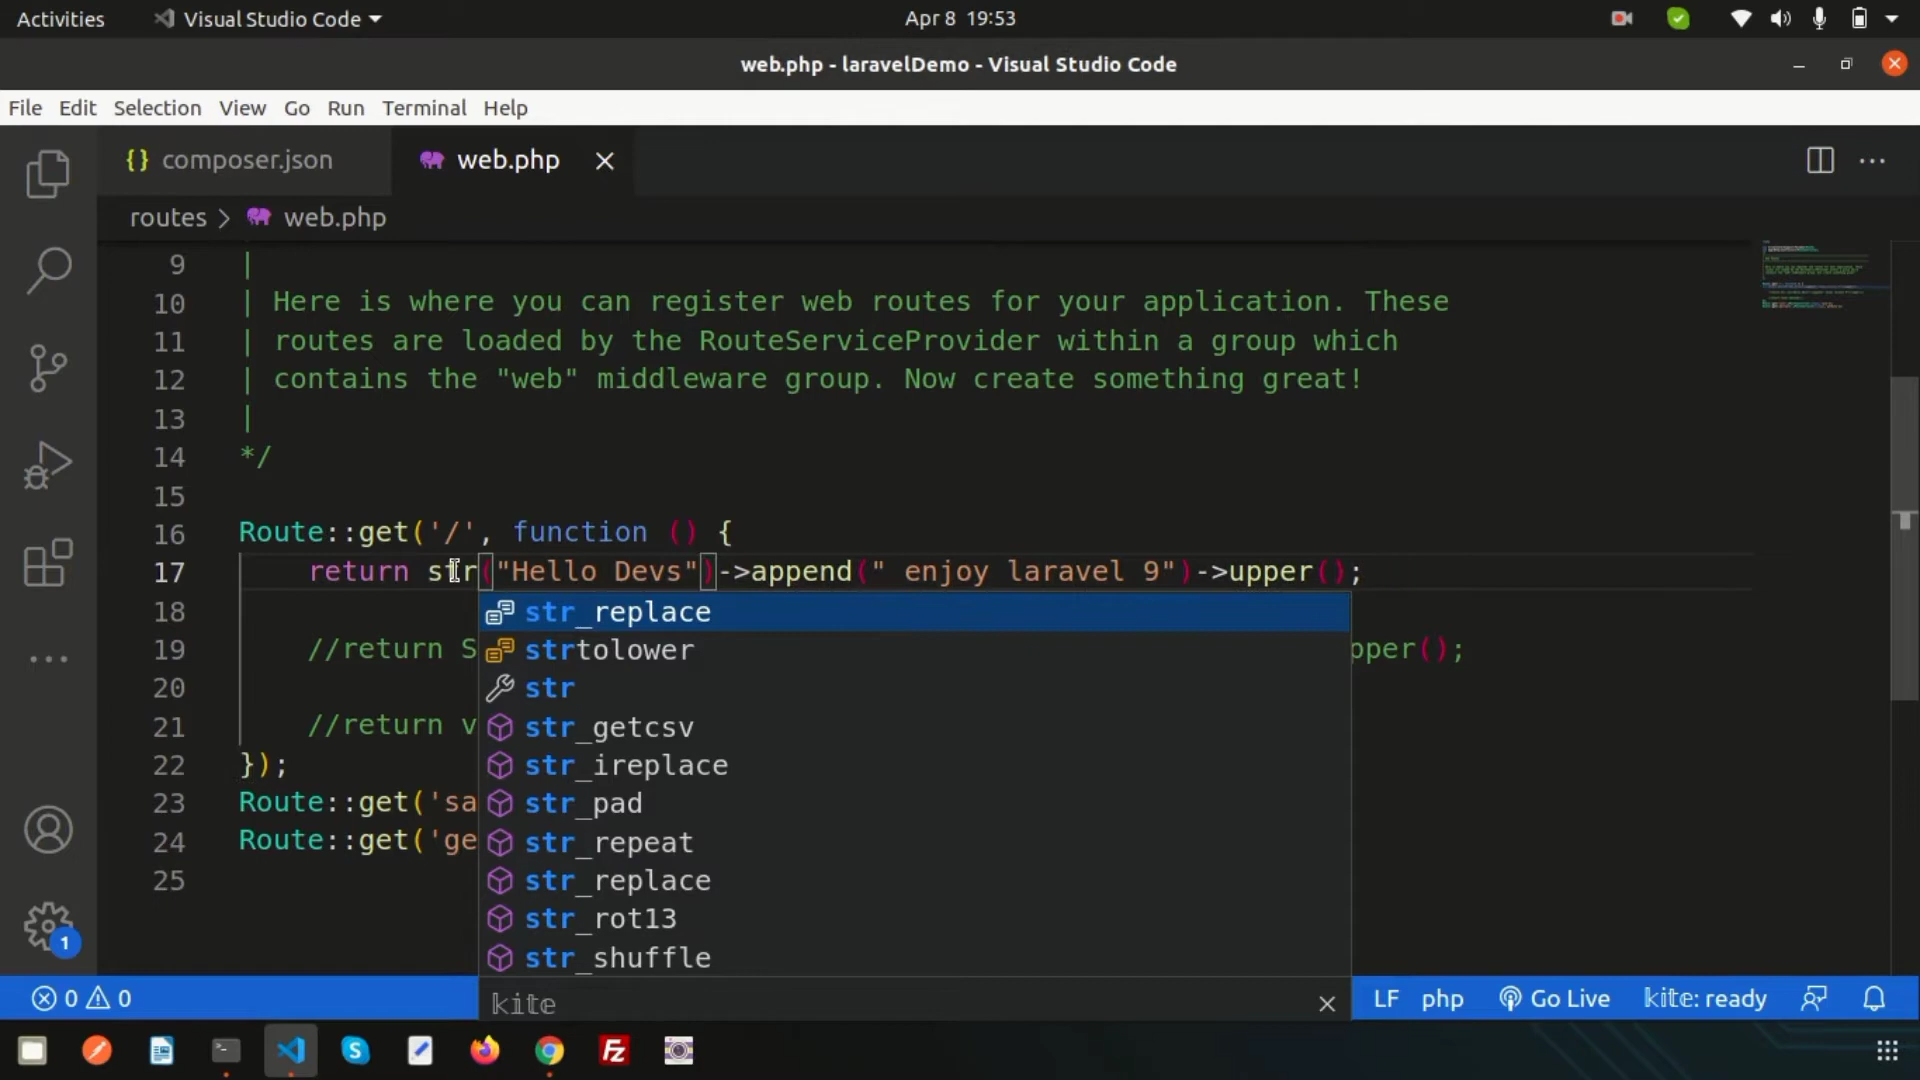 Activities
Visual Studio Code
Apr 8 19:53
web.php - laravelDemo - Visual Studio Code
File Edit Selection View Go Run Terminal Help
{} composer.json
web.php
routes > web.php
9 |
10 | Here is where you can register web routes for your application. These
11 | routes are loaded by the RouteServiceProvider within a group which
12 | contains the "web" middleware group. Now create something great!
13 |
14 */
15
16 Route::get('/', function () {
17 return str("Hello Devs")->append(" enjoy laravel 9")->upper();
18 str_replace
strtolower
19 //return S pper();
20 str
21 //return v str_getcsv
22 }); str_ireplace
23 Route::get('sa str_pad
24 Route::get('ge str_repeat
25 str_replace
str_rot13
str_shuffle
kite
0 0 LF php Go Live kite: ready
1